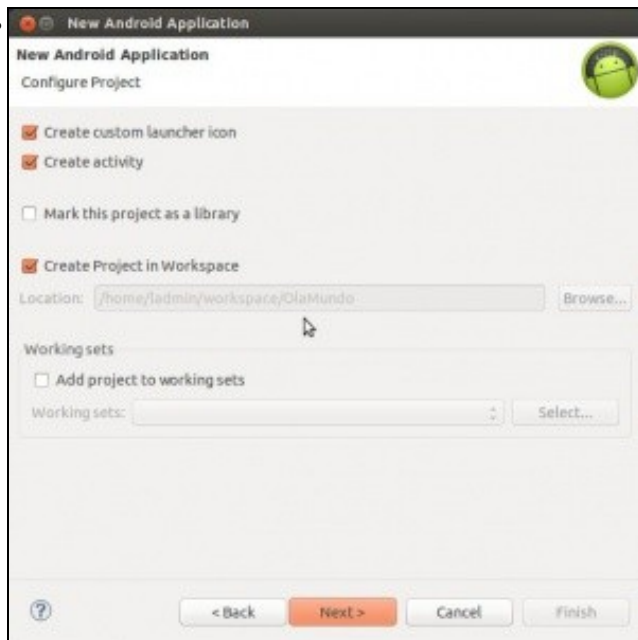 New Android Application
New Android Application
Configure Project
Create custom launcher icon
Create activity
Mark this project as a library
Create Project in Workspace
Location: /home/ladmin/workspace/OlaMundo Browse...
Working sets
Add project to working sets
Working sets: Select...
? < Back Next > Cancel Finish